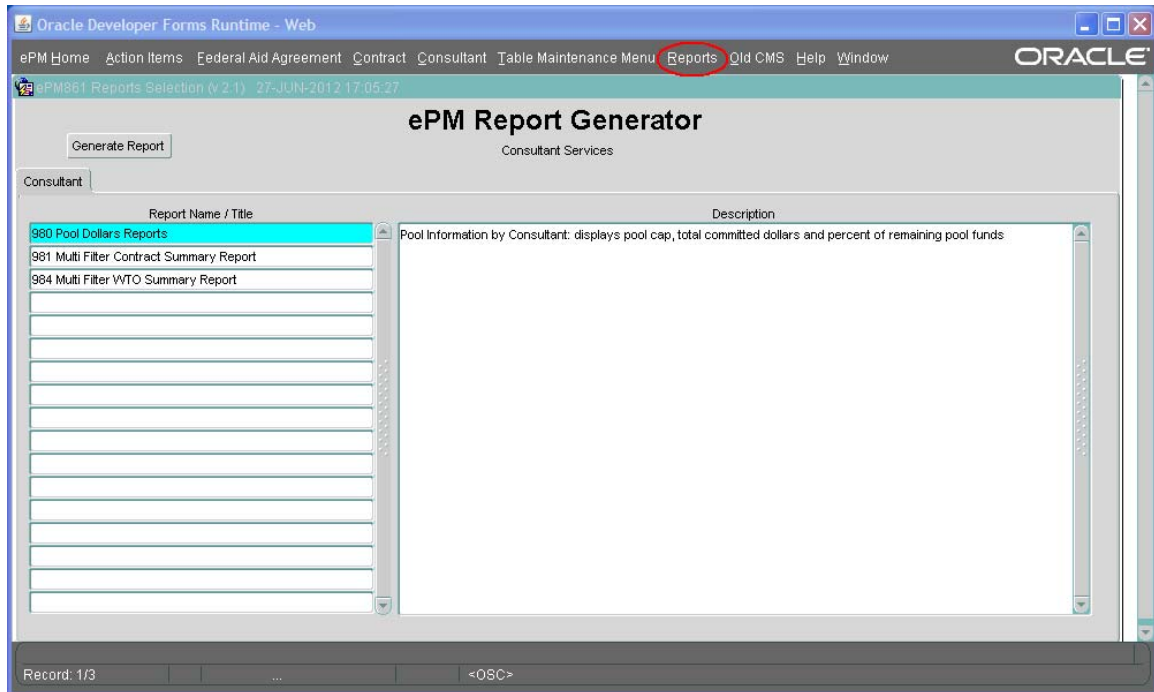 Oracle Developer Forms Runtime - Web
ePM Home Action Items Federal Aid Agreement Contract Consultant Table Maintenance Menu Reports Old CMS Help Window ORACLE
ePM861 Reports Selection (v 2.1) 27-JUN-2012 17:05:27
ePM Report Generator
Generate Report
Consultant Services
Consultant
Report Name / Title
Description
980 Pool Dollars Reports
Pool Information by Consultant: displays pool cap, total committed dollars and percent of remaining pool funds
981 Multi Filter Contract Summary Report
984 Multi Filter WTO Summary Report
Record: 1/3 ... <OSC>